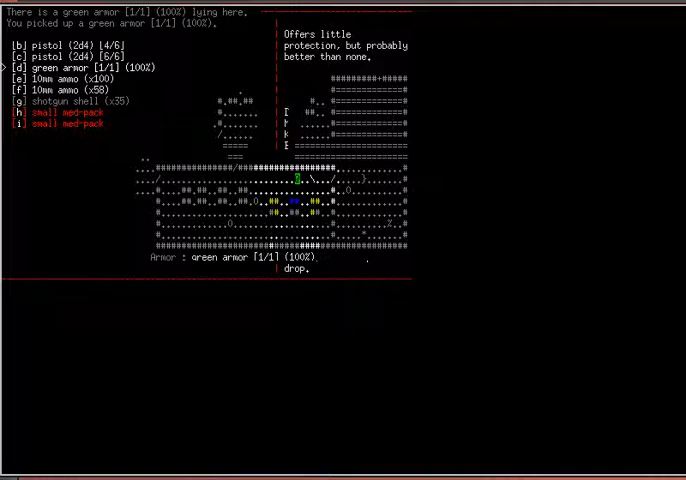 There is a green armor [1/1] (100%) lying here.
You picked up a green armor [1/1] (100%).
Offers little
protection, but probably
better than none.
[b] pistol (2d4) [4/6]
[c] pistol (2d4) [6/6]
[d] green armor [1/1] (100%)
[e] 10mm ammo (x100)
[f] 10mm ammo (x58)
[g] shotgun shell (x35)
[h] small med-pack
[i] small med-pack
Armor : green armor [1/1] (100%)
drop.